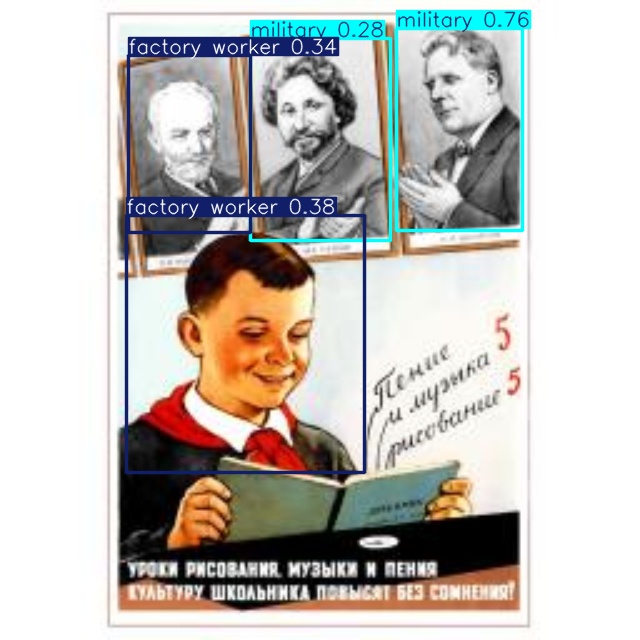 military 0.28
military 0.76
factory worker 0.34
factory worker 0.38
Пение 5
и музыка
рисование 5
ДНЕВНИК
УРОКИ РИСОВАНИЯ, МУЗЫКИ И ПЕНИЯ
КУЛЬТУРУ ШКОЛЬНИКА ПОВЫСЯТ БЕЗ СОМНЕНИЯ!